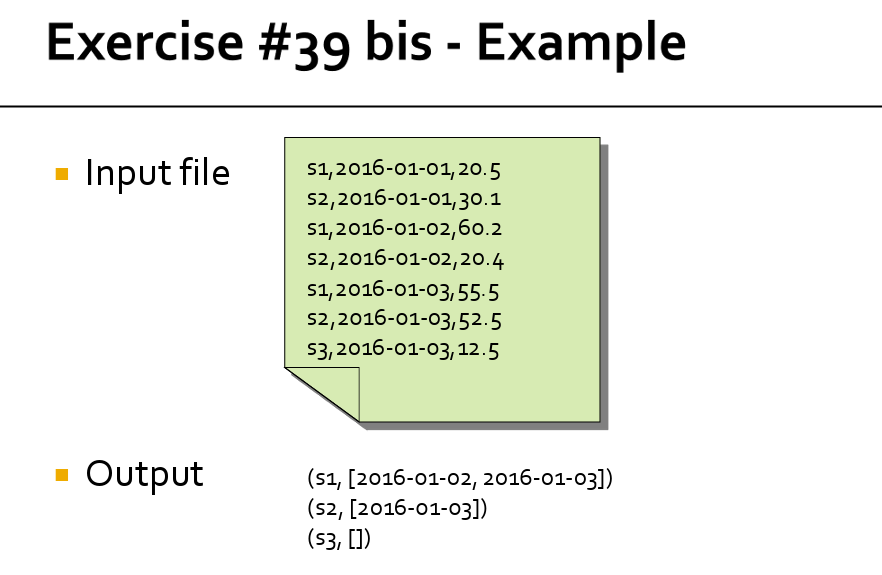 Exercise #39 bis - Example
Input file
s1,2016-01-01,20.5
s2,2016-01-01,30.1
s1,2016-01-02,60.2
s2,2016-01-02,20.4
s1,2016-01-03,55.5
s2,2016-01-03,52.5
s3,2016-01-03,12.5
Output
(s1, [2016-01-02, 2016-01-03])
(s2, [2016-01-03])
(s3, [])